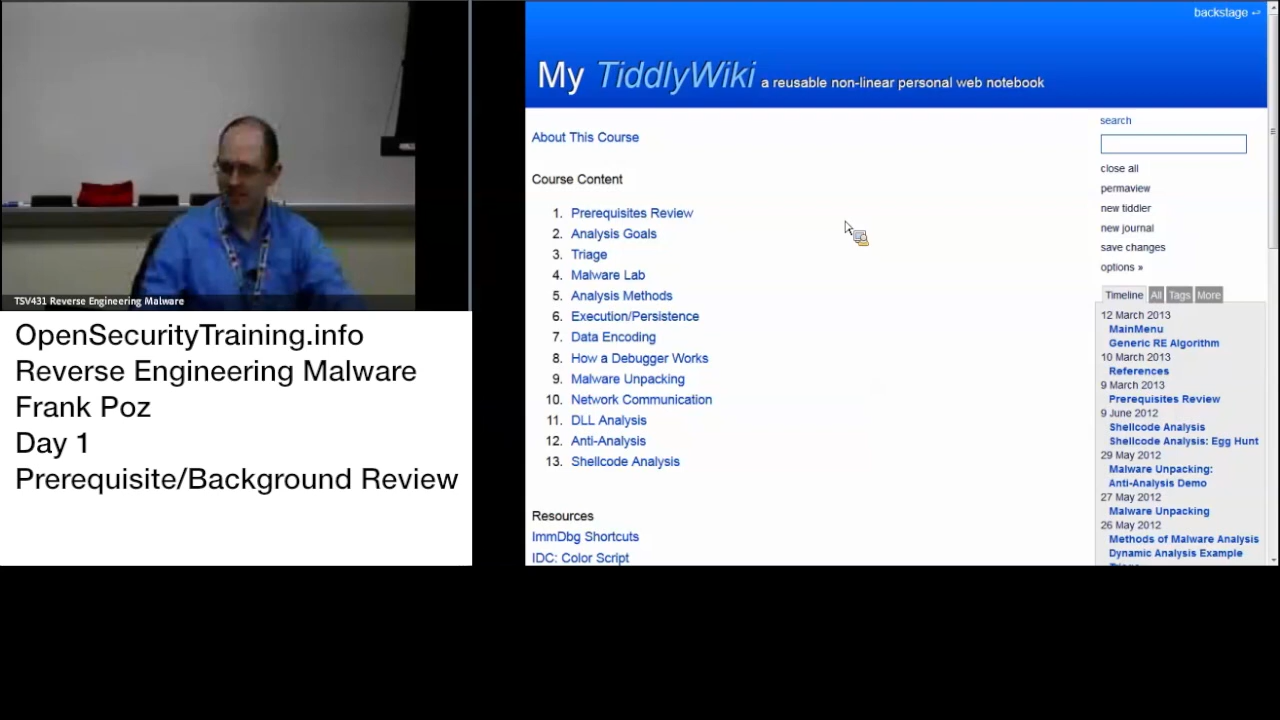 TSV431 Reverse Engineering Malware
OpenSecurityTraining.info
Reverse Engineering Malware
Frank Poz
Day 1
Prerequisite/Background Review
backstage ↩
My TiddlyWiki a reusable non-linear personal web notebook
About This Course
Course Content
1. Prerequisites Review
2. Analysis Goals
3. Triage
4. Malware Lab
5. Analysis Methods
6. Execution/Persistence
7. Data Encoding
8. How a Debugger Works
9. Malware Unpacking
10. Network Communication
11. DLL Analysis
12. Anti-Analysis
13. Shellcode Analysis
Resources
ImmDbg Shortcuts
IDC: Color Script
search
close all
permaview
new tiddler
new journal
save changes
options »
Timeline All Tags More
12 March 2013
MainMenu
Generic RE Algorithm
10 March 2013
References
9 March 2013
Prerequisites Review
9 June 2012
Shellcode Analysis
Shellcode Analysis: Egg Hunt
29 May 2012
Malware Unpacking:
Anti-Analysis Demo
27 May 2012
Malware Unpacking
26 May 2012
Methods of Malware Analysis
Dynamic Analysis Example